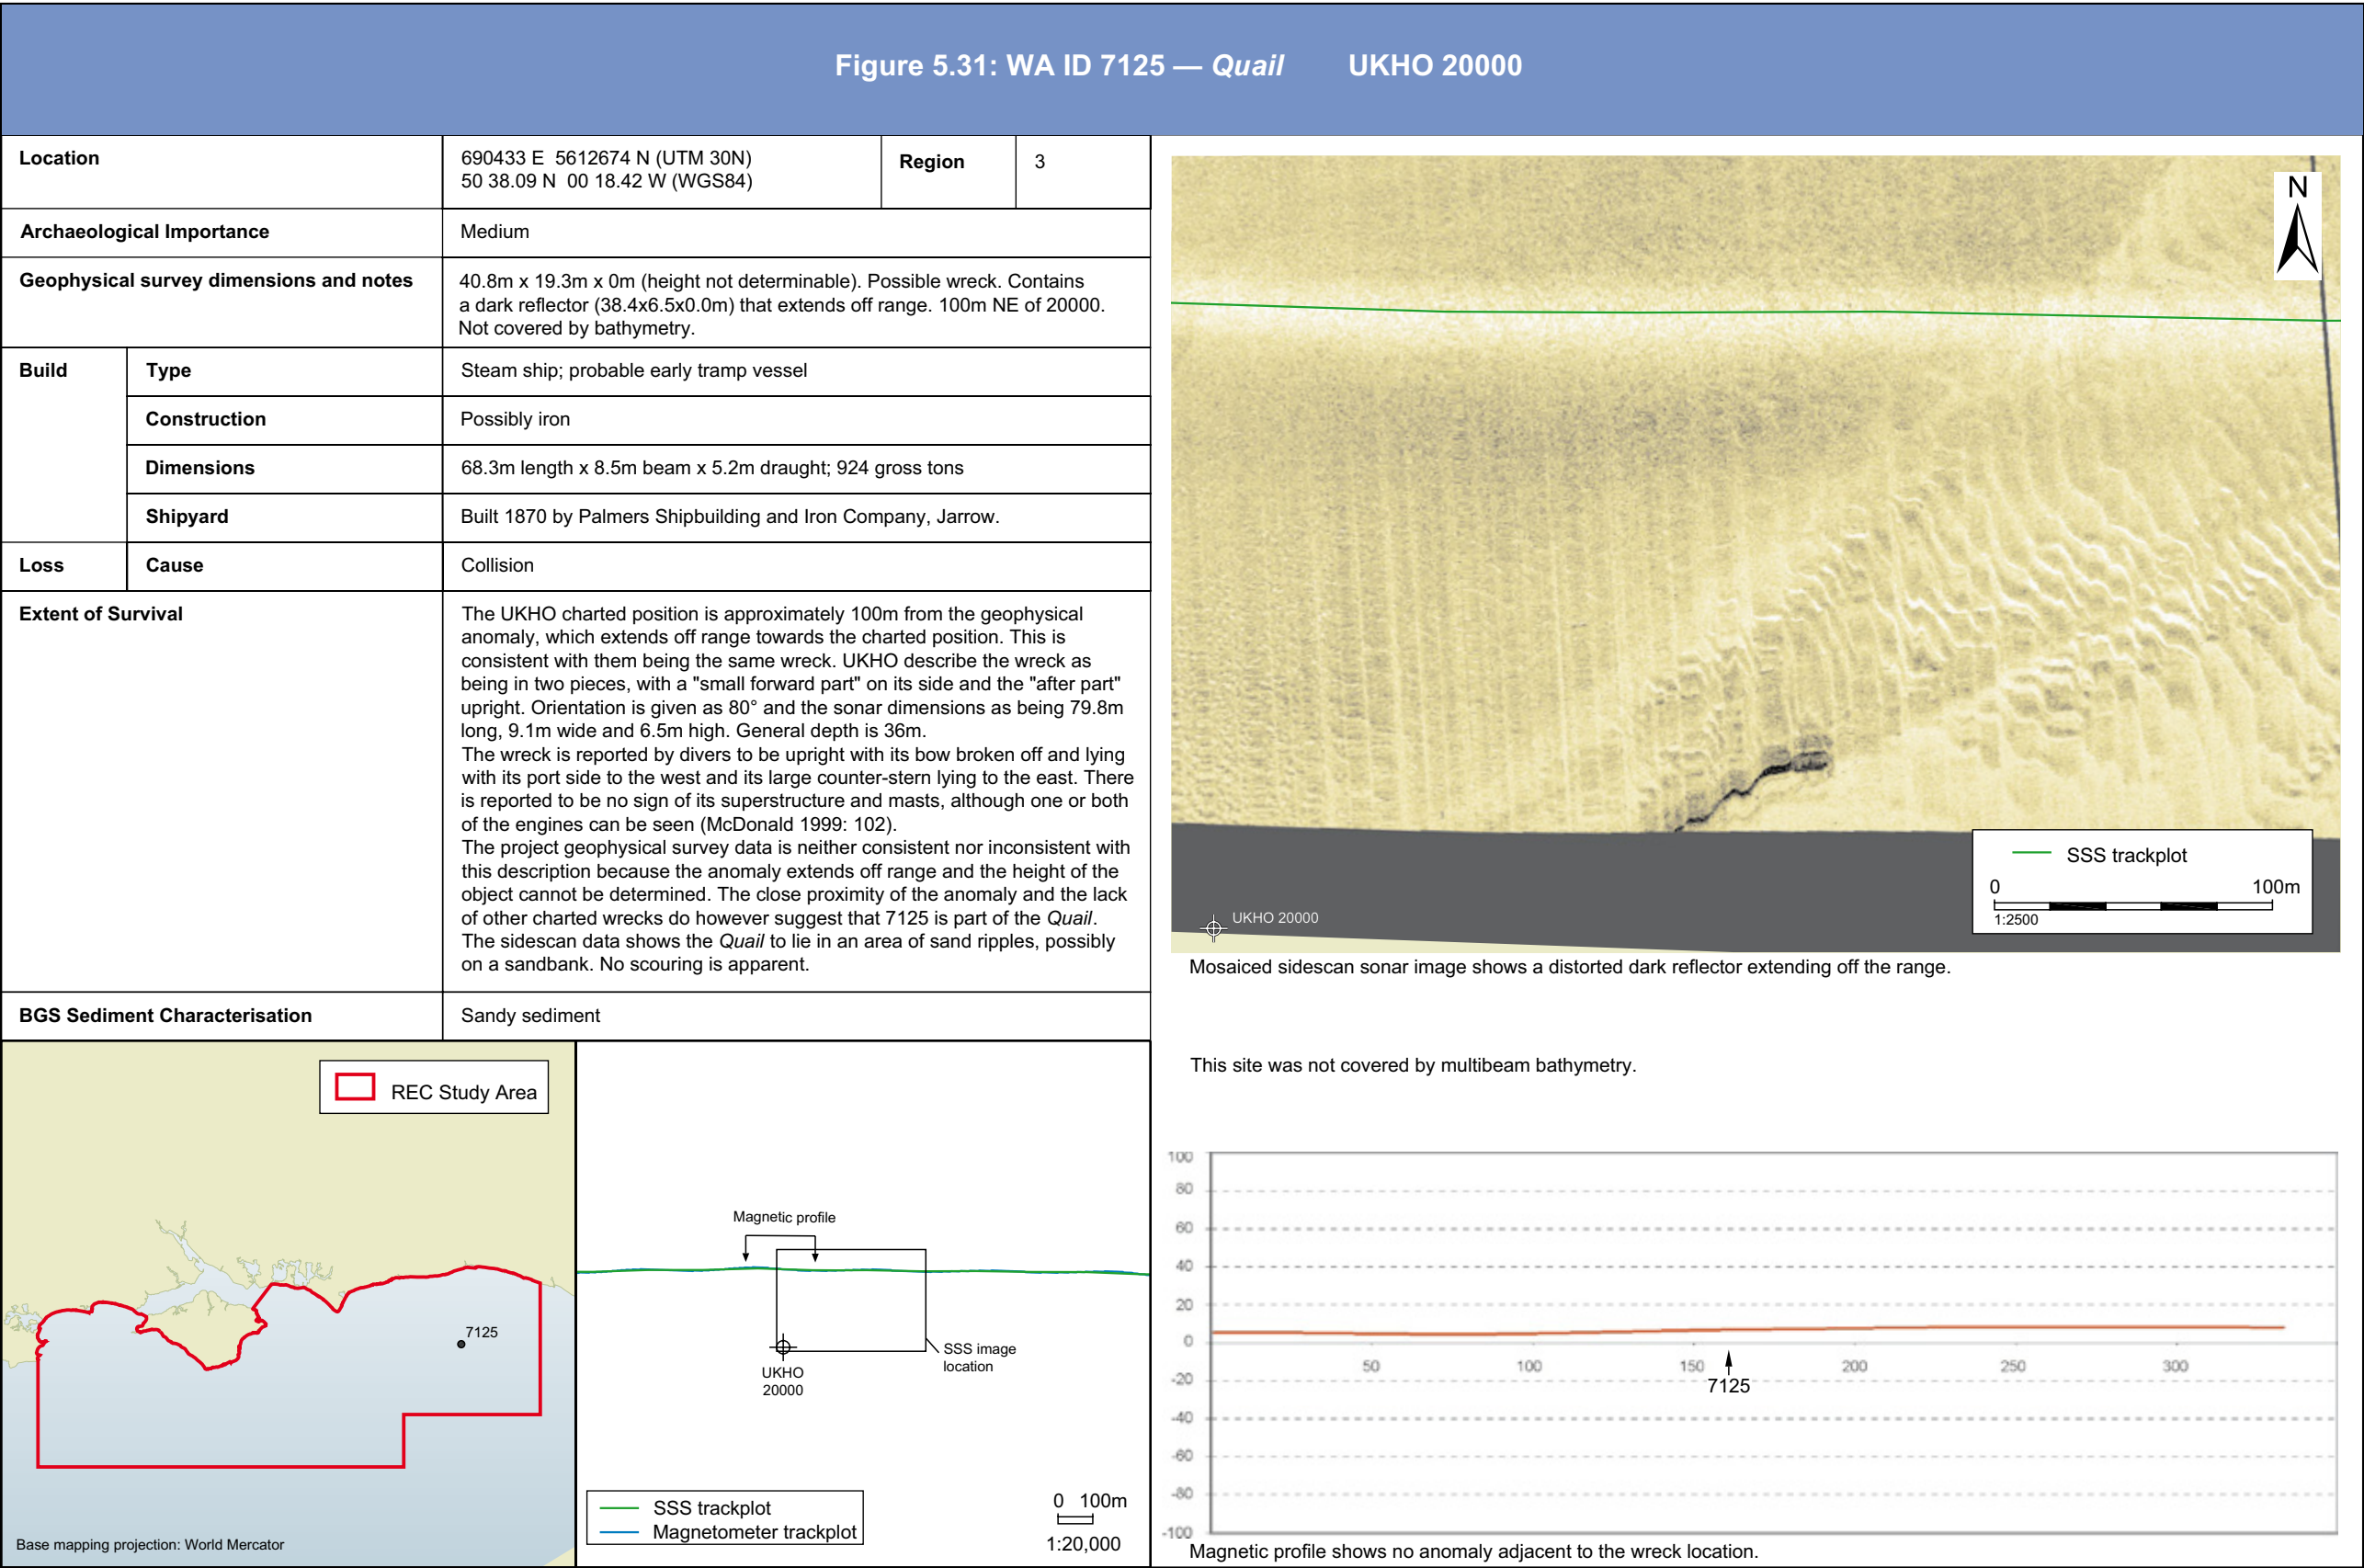 Figure 5.31: WA ID 7125 — Quail UKHO 20000
Location
690433 E 5612674 N (UTM 30N)
50 38.09 N 00 18.42 W (WGS84)
Region
3
Archaeological Importance
Medium
Geophysical survey dimensions and notes
40.8m x 19.3m x 0m (height not determinable). Possible wreck. Contains
a dark reflector (38.4x6.5x0.0m) that extends off range. 100m NE of 20000.
Not covered by bathymetry.
Build
Type
Steam ship; probable early tramp vessel
Construction
Possibly iron
Dimensions
68.3m length x 8.5m beam x 5.2m draught; 924 gross tons
Shipyard
Built 1870 by Palmers Shipbuilding and Iron Company, Jarrow.
Loss
Cause
Collision
Extent of Survival
The UKHO charted position is approximately 100m from the geophysical
anomaly, which extends off range towards the charted position. This is
consistent with them being the same wreck. UKHO describe the wreck as
being in two pieces, with a "small forward part" on its side and the "after part"
upright. Orientation is given as 80° and the sonar dimensions as being 79.8m
long, 9.1m wide and 6.5m high. General depth is 36m.
The wreck is reported by divers to be upright with its bow broken off and lying
with its port side to the west and its large counter-stern lying to the east. There
is reported to be no sign of its superstructure and masts, although one or both
of the engines can be seen (McDonald 1999: 102).
The project geophysical survey data is neither consistent nor inconsistent with
this description because the anomaly extends off range and the height of the
object cannot be determined. The close proximity of the anomaly and the lack
of other charted wrecks do however suggest that 7125 is part of the Quail.
The sidescan data shows the Quail to lie in an area of sand ripples, possibly
on a sandbank. No scouring is apparent.
BGS Sediment Characterisation
Sandy sediment
REC Study Area
7125
Base mapping projection: World Mercator
Magnetic profile
SSS image
location
UKHO
20000
SSS trackplot
Magnetometer trackplot
0 100m
1:20,000
N
SSS trackplot
0 100m
1:2500
UKHO 20000
Mosaiced sidescan sonar image shows a distorted dark reflector extending off the range.
This site was not covered by multibeam bathymetry.
100
80
60
40
20
0
50 100 150 200 250 300
7125
-20
-40
-60
-80
-100
Magnetic profile shows no anomaly adjacent to the wreck location.